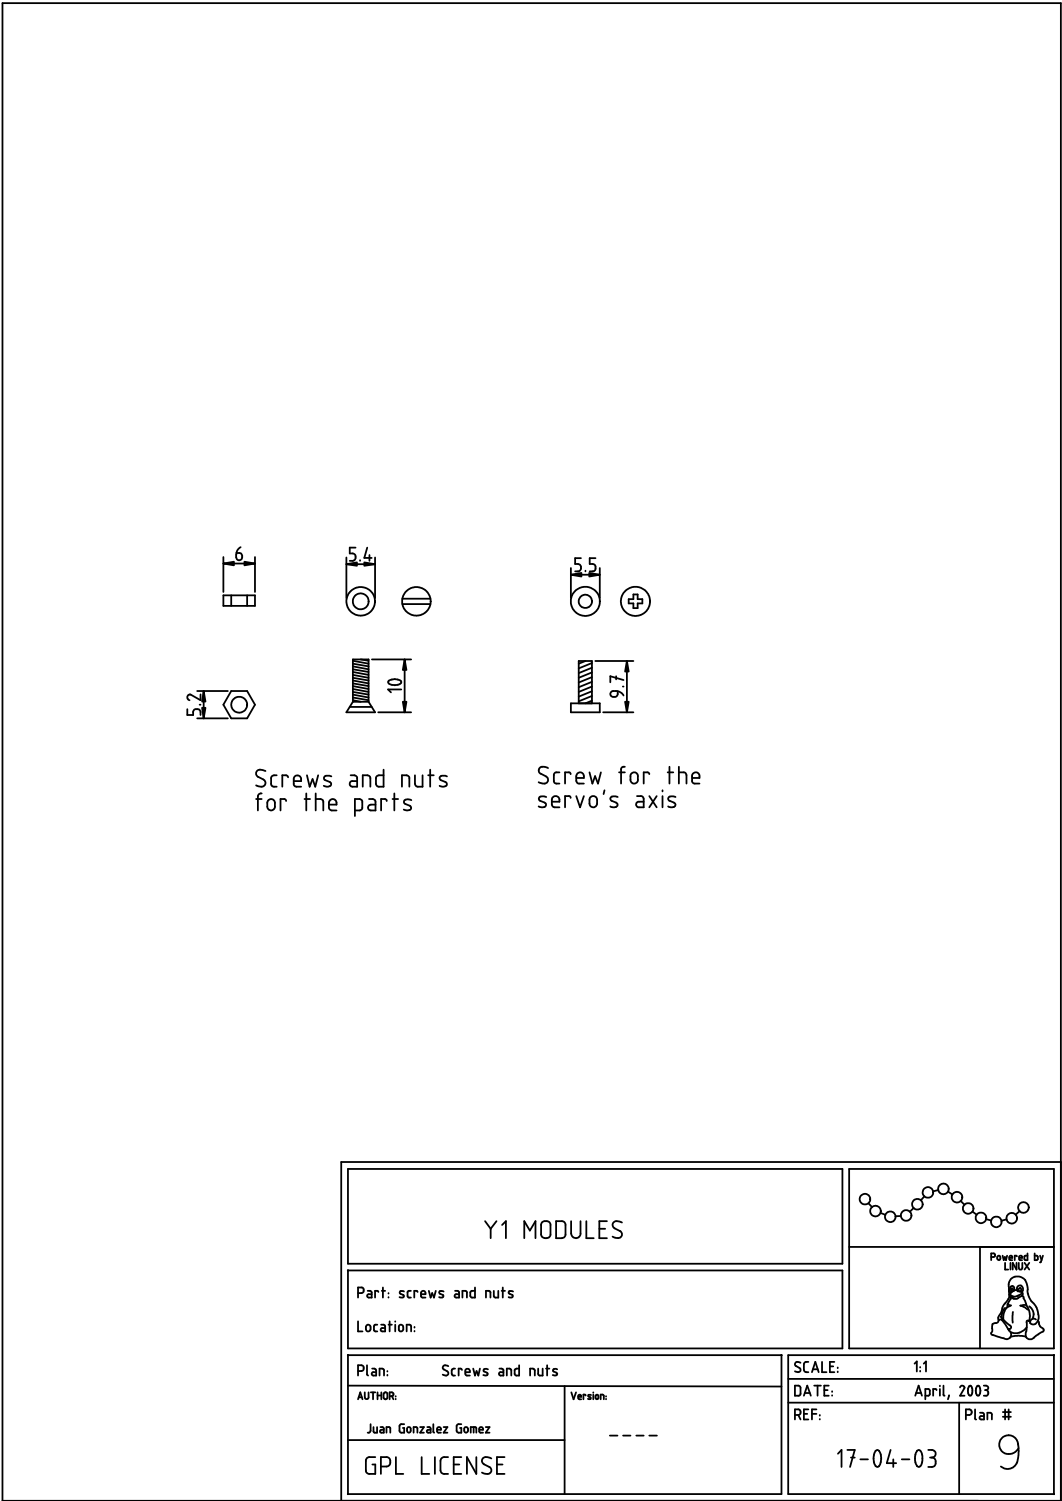 6
5.4
5.5
10
9.7
5.2
Screws and nuts
for the parts
Screw for the
servo's axis
Y1 MODULES
Powered by
LINUX
Part: screws and nuts
Location:
Plan: Screws and nuts
SCALE: 1:1
AUTHOR:
Version:
DATE: April, 2003
Juan Gonzalez Gomez
----
REF:
Plan #
GPL LICENSE
17-04-03
9